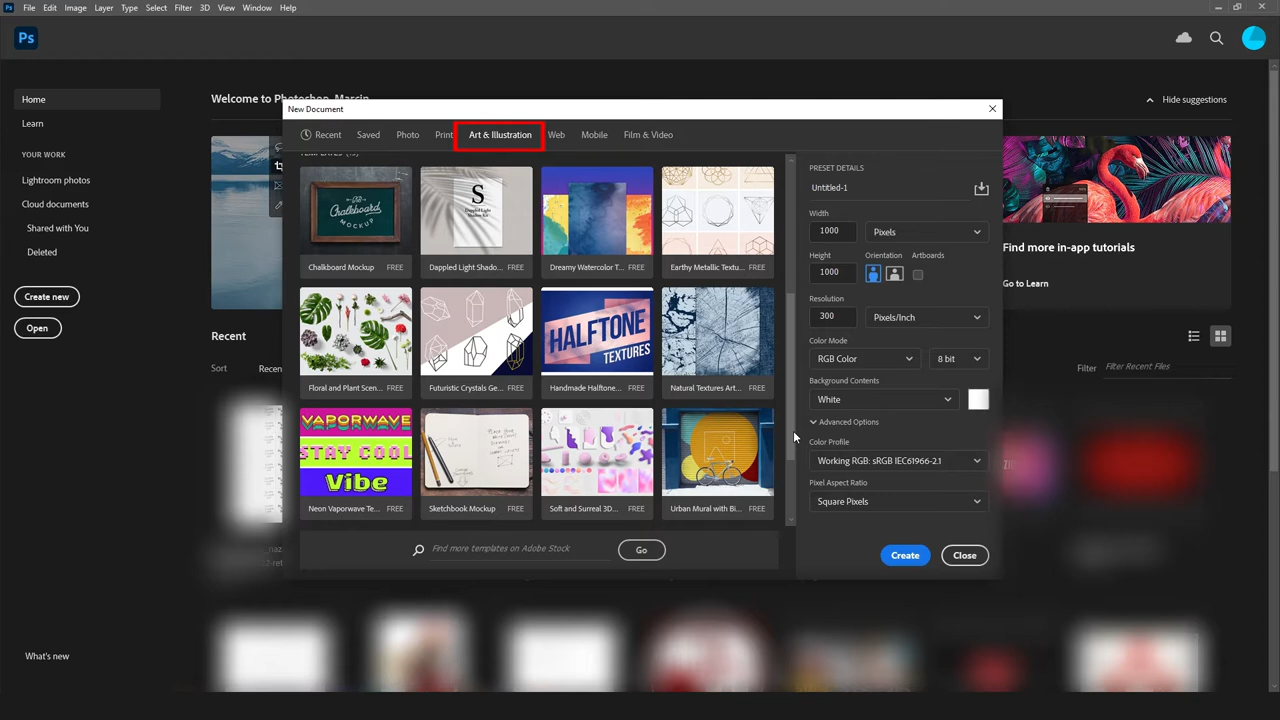 Ps File Edit Image Layer Type Select Filter 3D View Window Help
Ps
Home
Learn
YOUR WORK
Lightroom photos
Cloud documents
Shared with You
Deleted
Create new
Open
What's new
Welcome to Photoshop, Marcin
Hide suggestions
Find more in-app tutorials
Go to Learn
Recent
Sort Recen
Filter Filter Recent Files
New Document
Recent Saved Photo Print Art & Illustration Web Mobile Film & Video
CHALKBOARD
MOCKUP
S
Chalkboard Mockup FREE
Dappled Light Shado... FREE
Dreamy Watercolor T... FREE
Earthy Metallic Textu... FREE
HALFTONE
TEXTURES
Floral and Plant Scen... FREE
Futuristic Crystals Ge... FREE
Handmade Halftone... FREE
Natural Textures Art... FREE
VAPORWAVE
STAY COOL
Vibe
Neon Vaporwave Te... FREE
Sketchbook Mockup FREE
Soft and Surreal 3D... FREE
Urban Mural with Bi... FREE
Find more templates on Adobe Stock Go
PRESET DETAILS
Untitled-1
Width
1000 Pixels
Height Orientation Artboards
1000
Resolution
300 Pixels/Inch
Color Mode
RGB Color 8 bit
Background Contents
White
Advanced Options
Color Profile
Working RGB: sRGB IEC61966-2.1
Pixel Aspect Ratio
Square Pixels
Create Close